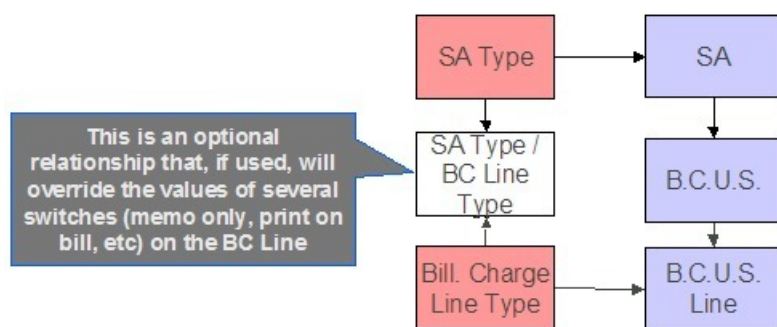 SA Type
SA
This is an optional
relationship that, if used, will
override the values of several
switches (memo only, print on
bill, etc) on the BC Line
SA Type /
BC Line
Type
B.C.U.S.
Bill. Charge
Line Type
B.C.U.S.
Line